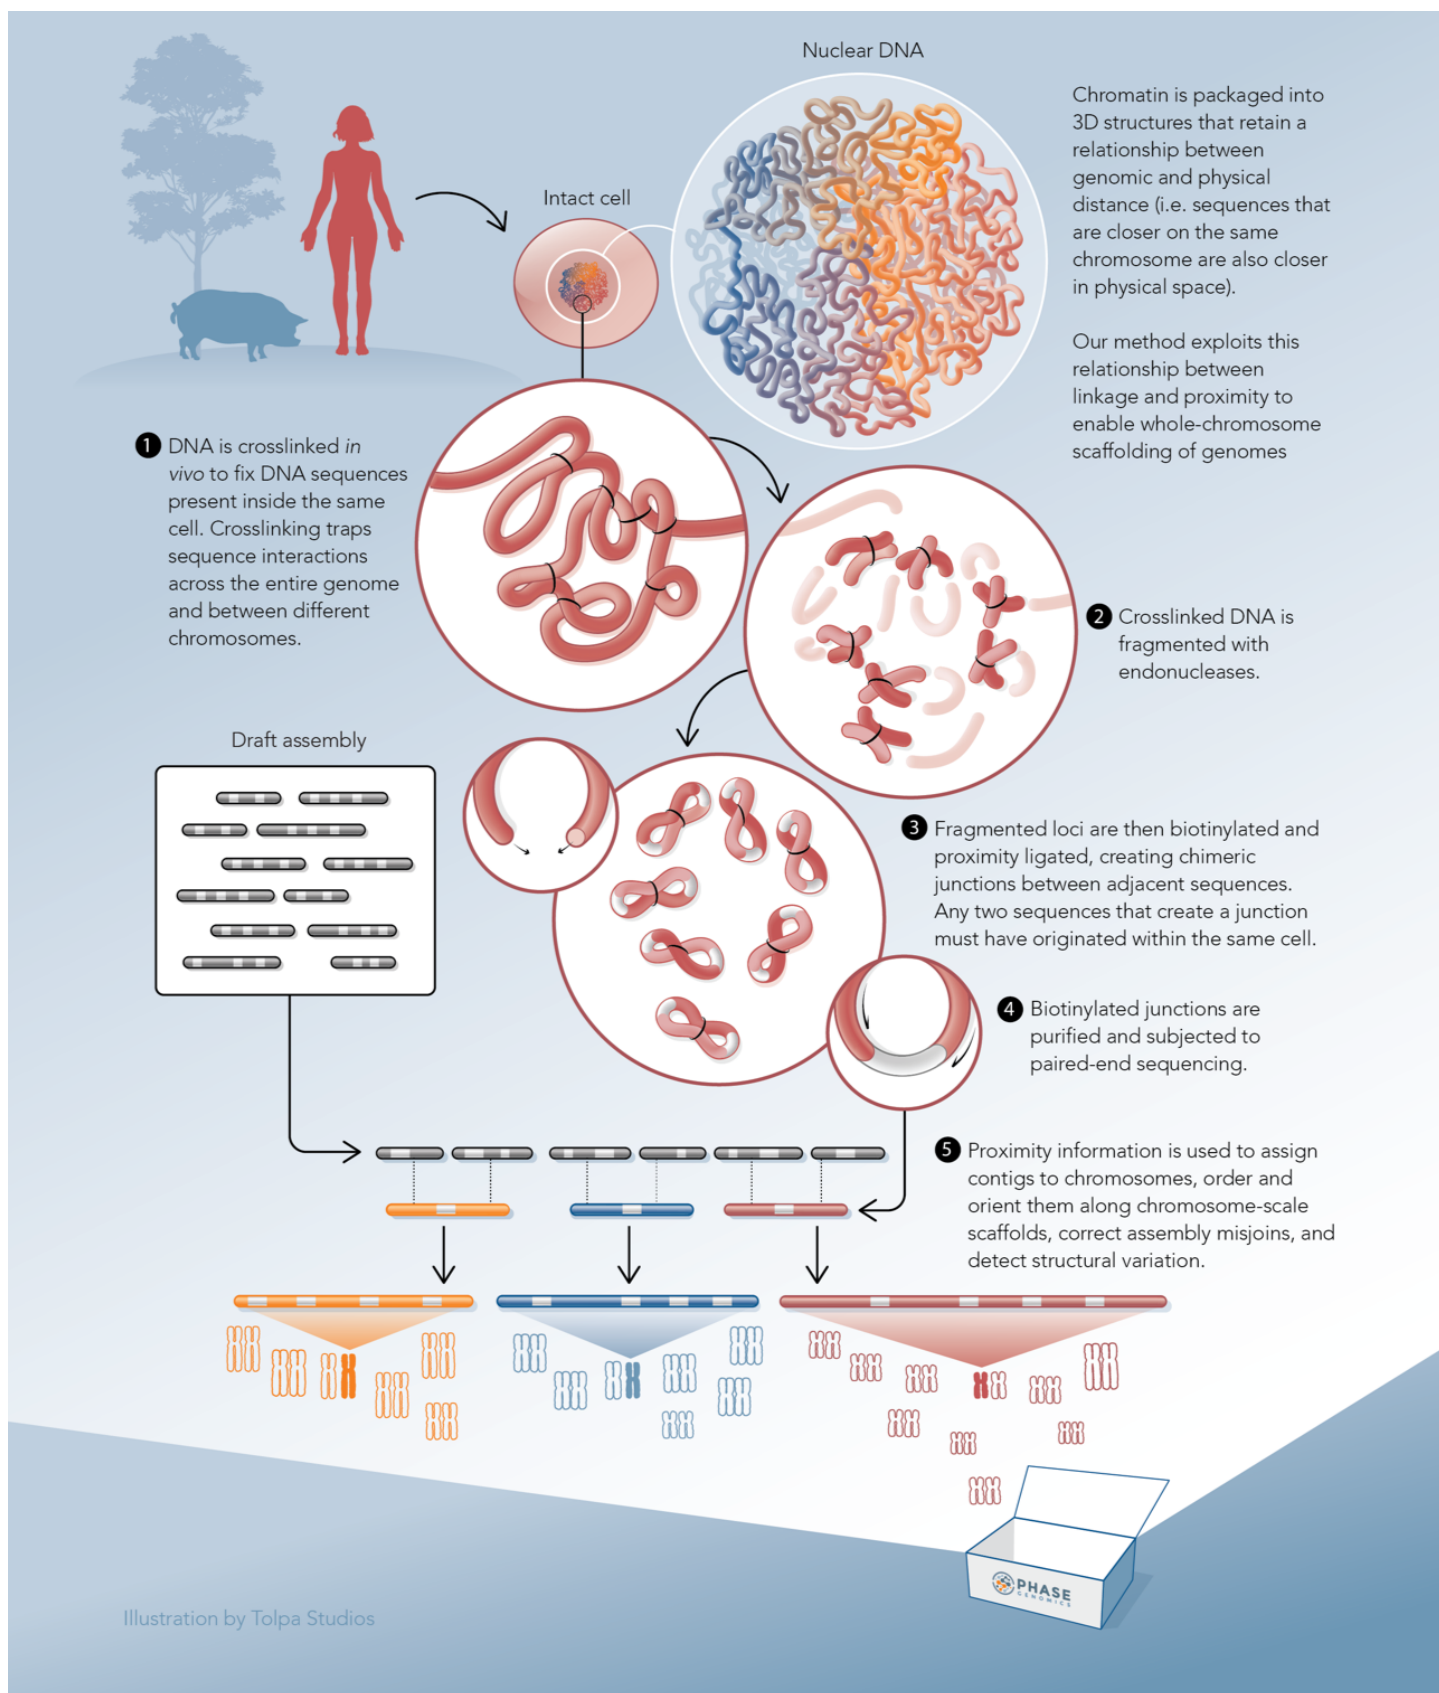 Nuclear DNA
Chromatin is packaged into
3D structures that retain a
relationship between
genomic and physical
distance (i.e. sequences that
are closer on the same
chromosome are also closer
in physical space).
Our method exploits this
relationship between
linkage and proximity to
enable whole-chromosome
scaffolding of genomes
Intact cell
1 DNA is crosslinked in
vivo to fix DNA sequences
present inside the same
cell. Crosslinking traps
sequence interactions
across the entire genome
and between different
chromosomes.
2 Crosslinked DNA is
fragmented with
endonucleases.
Draft assembly
3 Fragmented loci are then biotinylated and
proximity ligated, creating chimeric
junctions between adjacent sequences.
Any two sequences that create a junction
must have originated within the same cell.
4 Biotinylated junctions are
purified and subjected to
paired-end sequencing.
5 Proximity information is used to assign
contigs to chromosomes, order and
orient them along chromosome-scale
scaffolds, correct assembly misjoins, and
detect structural variation.
PHASE
GENOMICS
Illustration by Tolpa Studios